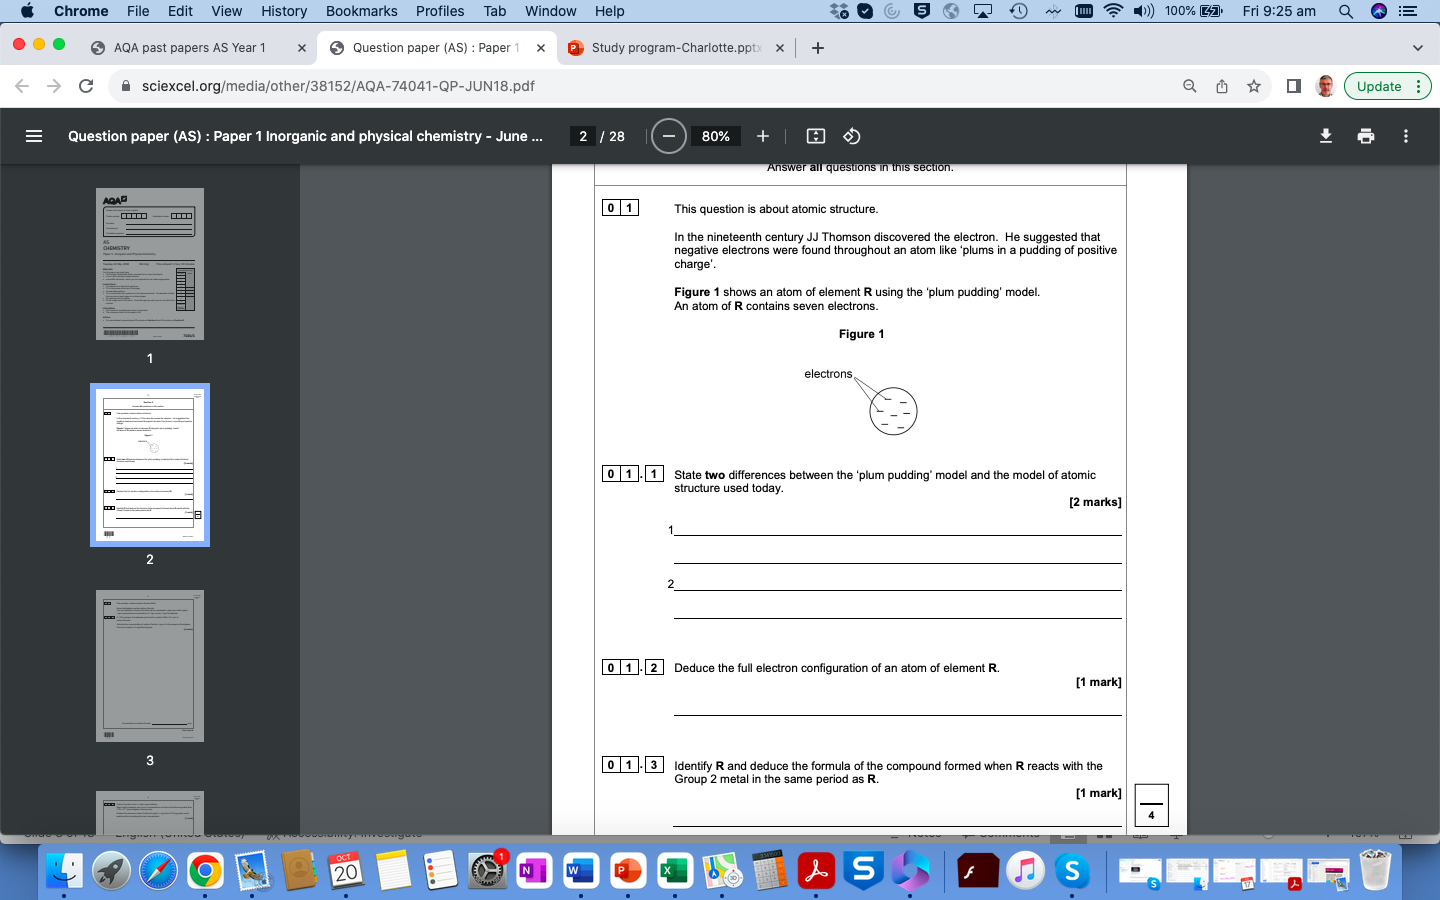 Chrome File Edit View History Bookmarks Profiles Tab Window Help 100% Fri 9:25 am
AQA past papers AS Year 1
Question paper (AS) : Paper 1
Study program-Charlotte.pptx
sciexcel.org/media/other/38152/AQA-74041-QP-JUN18.pdf
Update
Question paper (AS) : Paper 1 Inorganic and physical chemistry - June ...
2 / 28
80%
Answer all questions in this section.
0 1 This question is about atomic structure.
In the nineteenth century JJ Thomson discovered the electron. He suggested that
negative electrons were found throughout an atom like ‘plums in a pudding of positive
charge’.
Figure 1 shows an atom of element R using the ‘plum pudding’ model.
An atom of R contains seven electrons.
Figure 1
electrons
0 1 . 1 State two differences between the ‘plum pudding’ model and the model of atomic
structure used today.
[2 marks]
1
2
0 1 . 2 Deduce the full electron configuration of an atom of element R.
[1 mark]
0 1 . 3 Identify R and deduce the formula of the compound formed when R reacts with the
Group 2 metal in the same period as R.
[1 mark]
4
AQA
AS
CHEMISTRY
1
2
3
OCT
20
1